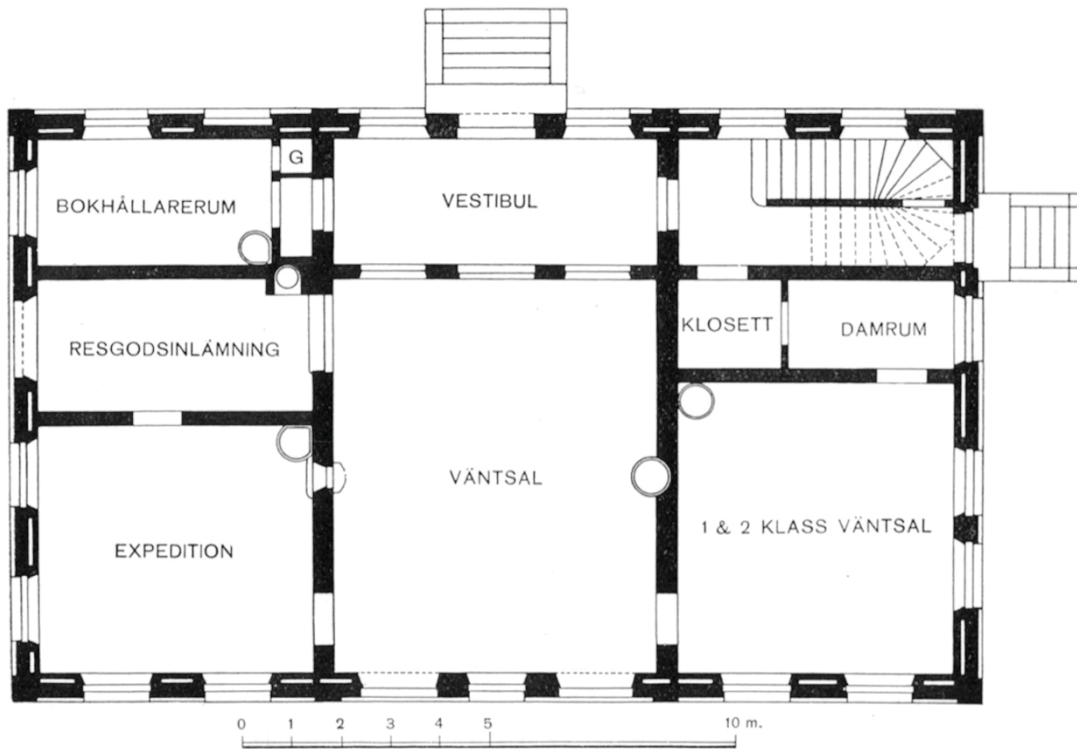 G
BOKHÅLLARERUM
VESTIBUL
RESGODSINLÄMNING
KLOSETT
DAMRUM
VÄNTSAL
1 & 2 KLASS VÄNTSAL
EXPEDITION
0 1 2 3 4 5 10 m.